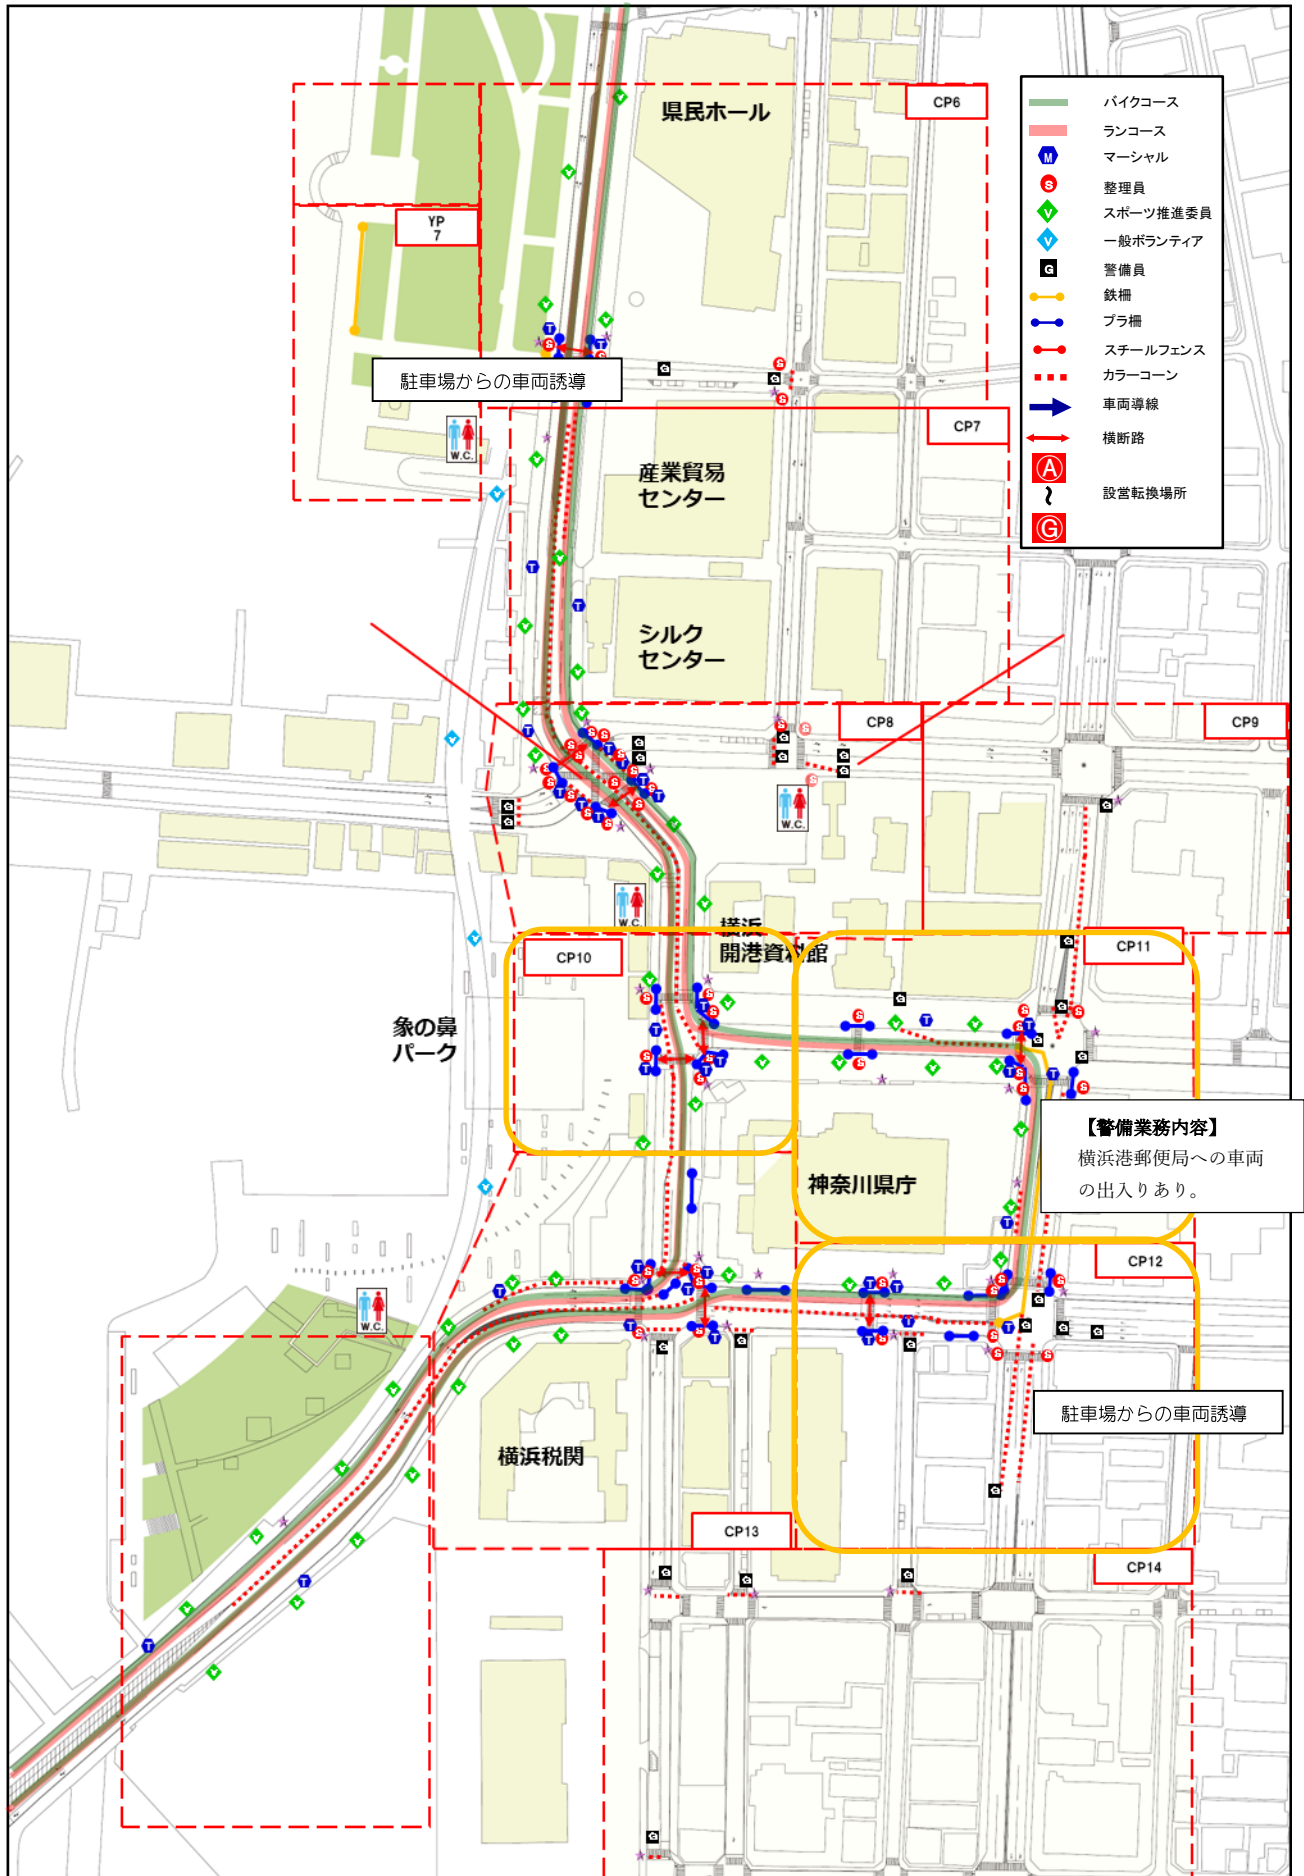 県民ホール
CP6
バイクコース
ランコース
M
マーシャル
S
整理員
V
スポーツ推進委員
V
一般ボランティア
G
警備員
鉄柵
プラ柵
スチールフェンス
カラーコーン
車両導線
横断路
Ⓐ
～
設営転換場所
Ⓖ
YP
7
駐車場からの車両誘導
CP7
W.C.
産業貿易
センター
シルク
センター
CP8
CP9
W.C.
W.C.
横浜
開港資料館
CP10
CP11
象の鼻
パーク
【警備業務内容】
横浜港郵便局への車両
の出入りあり。
神奈川県庁
CP12
W.C.
駐車場からの車両誘導
横浜税関
CP13
CP14